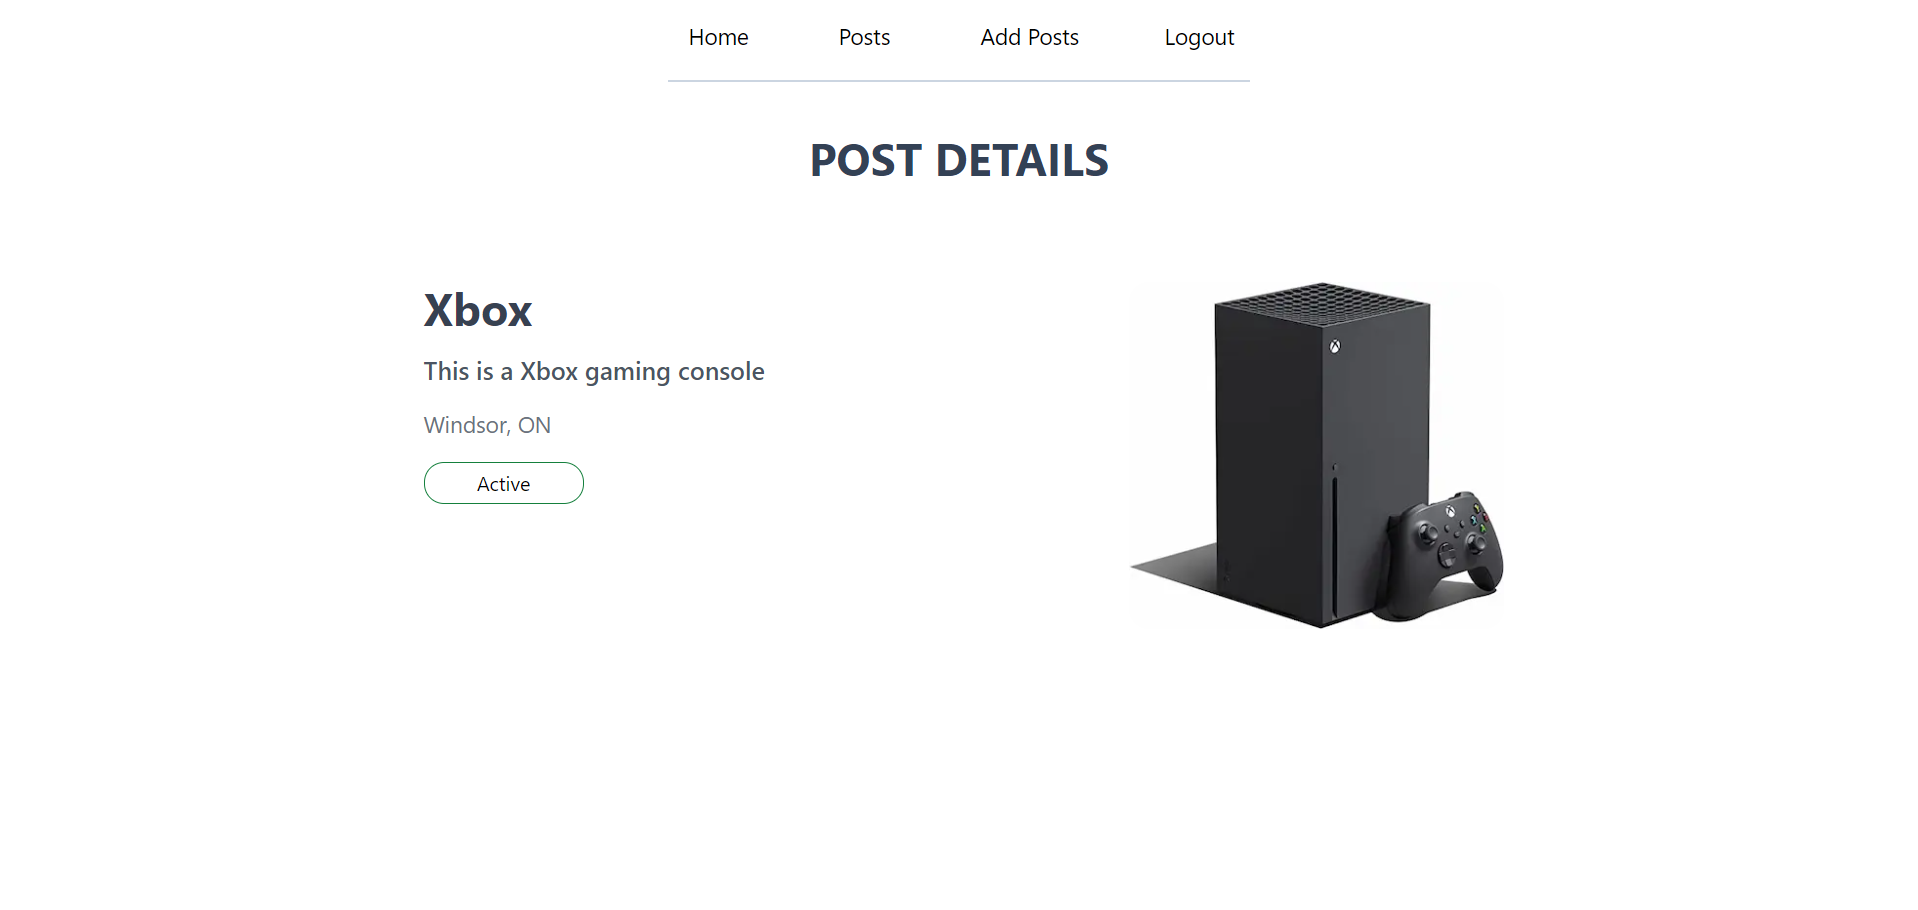 Home Posts Add Posts Logout
POST DETAILS
Xbox
This is a Xbox gaming console
Windsor, ON
Active